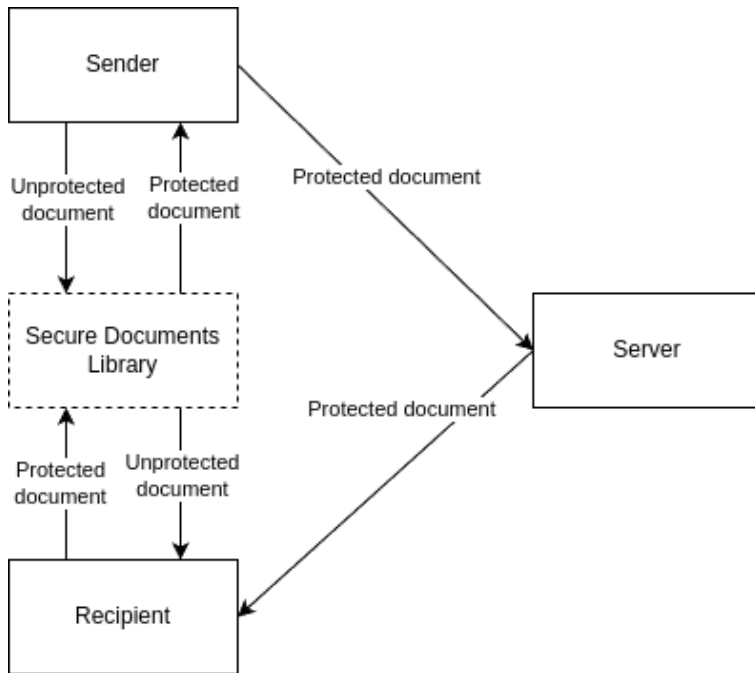 Sender
Unprotected
document
Protected
document
Protected document
Secure Documents
Library
Server
Protected document
Protected
document
Unprotected
document
Recipient